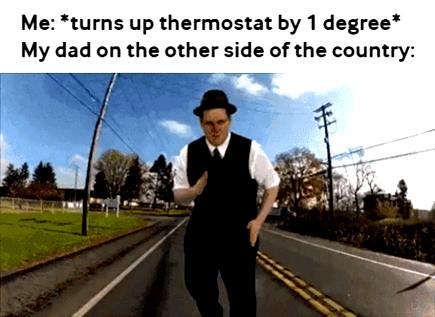 Me: *turns up thermostat by 1 degree*
My dad on the other side of the country: